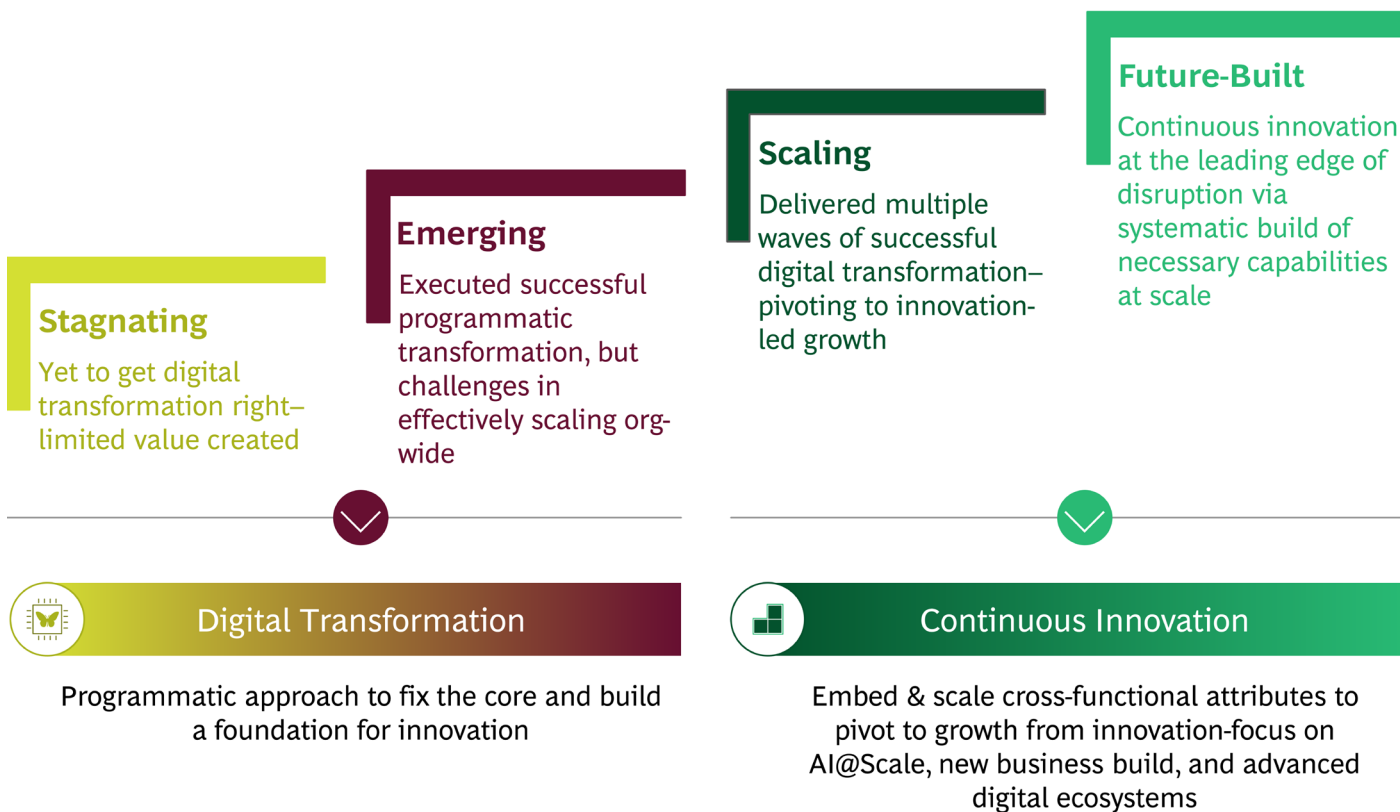 Stagnating
Yet to get digital
transformation right–
limited value created
Emerging
Executed successful
programmatic
transformation, but
challenges in
effectively scaling org-
wide
Scaling
Delivered multiple
waves of successful
digital transformation–
pivoting to innovation-
led growth
Future-Built
Continuous innovation
at the leading edge of
disruption via
systematic build of
necessary capabilities
at scale
Digital Transformation
Programmatic approach to fix the core and build
a foundation for innovation
Continuous Innovation
Embed & scale cross-functional attributes to
pivot to growth from innovation-focus on
AI@Scale, new business build, and advanced
digital ecosystems